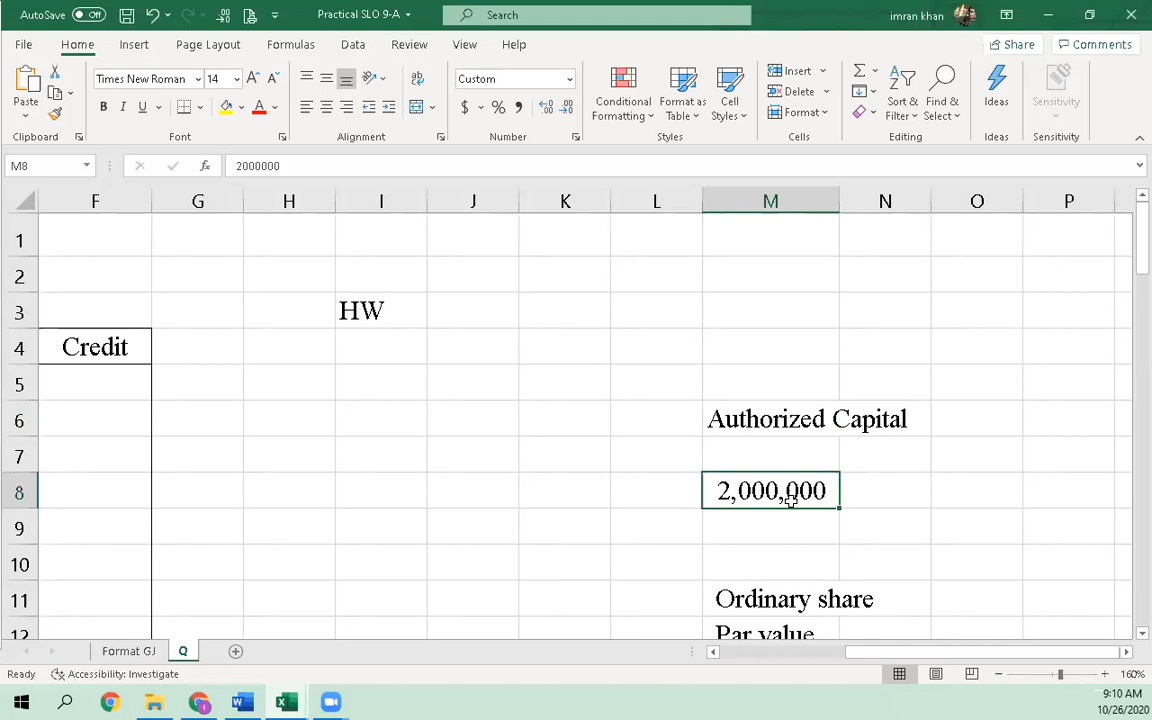 AutoSave Off Practical SLO 9-A Search imran khan
File Home Insert Page Layout Formulas Data Review View Help Share Comments
Paste Times New Roman 14 Custom Conditional Formatting Format as Table Cell Styles Insert Delete Format Sort & Filter Find & Select Ideas Sensitivity
B I U $ %
Clipboard Font Alignment Number Styles Cells Editing Ideas Sensitivity
M8 fx 2000000
F G H I J K L M N O P
1
2
3 HW
4 Credit
5
6 Authorized Capital
7
8 2,000,000
9
10
11 Ordinary share
12 Par value
Format GJ Q
Ready Accessibility: Investigate 160%
9:10 AM
10/26/2020